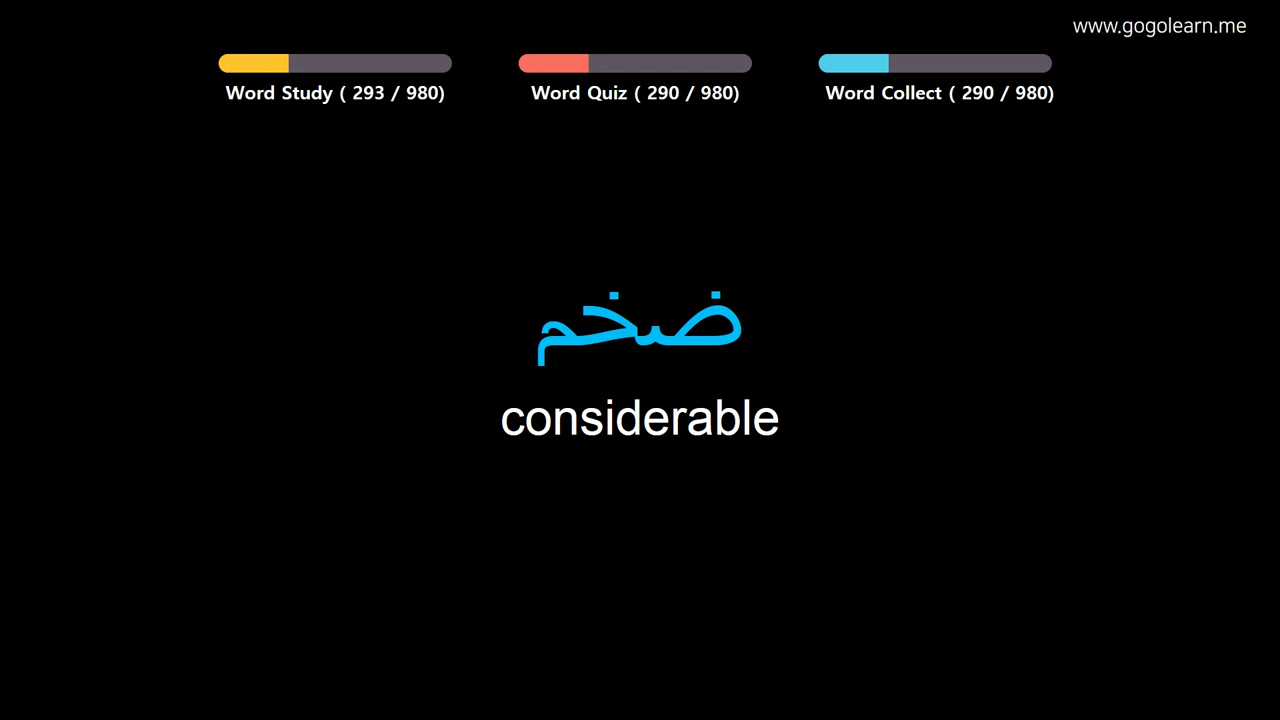 www.gogolearn.me
Word Study ( 293 / 980)
Word Quiz ( 290 / 980)
Word Collect ( 290 / 980)
ضخم
considerable